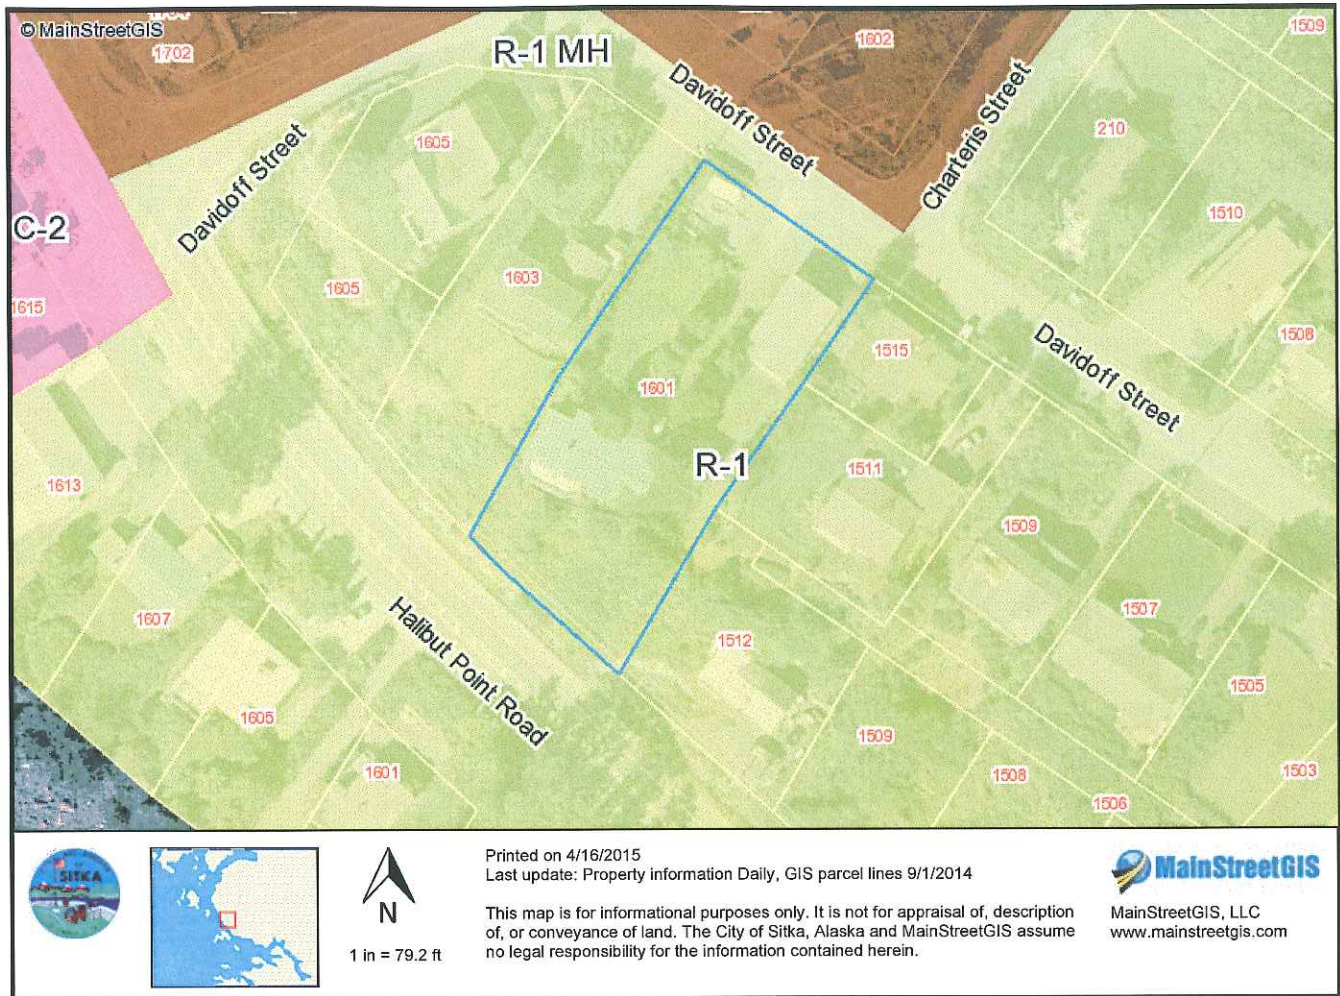 © MainStreetGIS
1702
R-1 MH
1602
1509
Davidoff Street
Charteris Street
1605
210
Davidoff Street
C-2
1510
1605
1603
1615
1515
1508
Davidoff Street
1601
R-1
1511
1613
1509
1607
Halibut Point Road
1512
1507
1605
1505
1509
1601
1508
1503
1506
SITKA
N
1 in = 79.2 ft
Printed on 4/16/2015
Last update: Property information Daily, GIS parcel lines 9/1/2014
This map is for informational purposes only. It is not for appraisal of, description
of, or conveyance of land. The City of Sitka, Alaska and MainStreetGIS assume
no legal responsibility for the information contained herein.
MainStreetGIS
MainStreetGIS, LLC
www.mainstreetgis.com